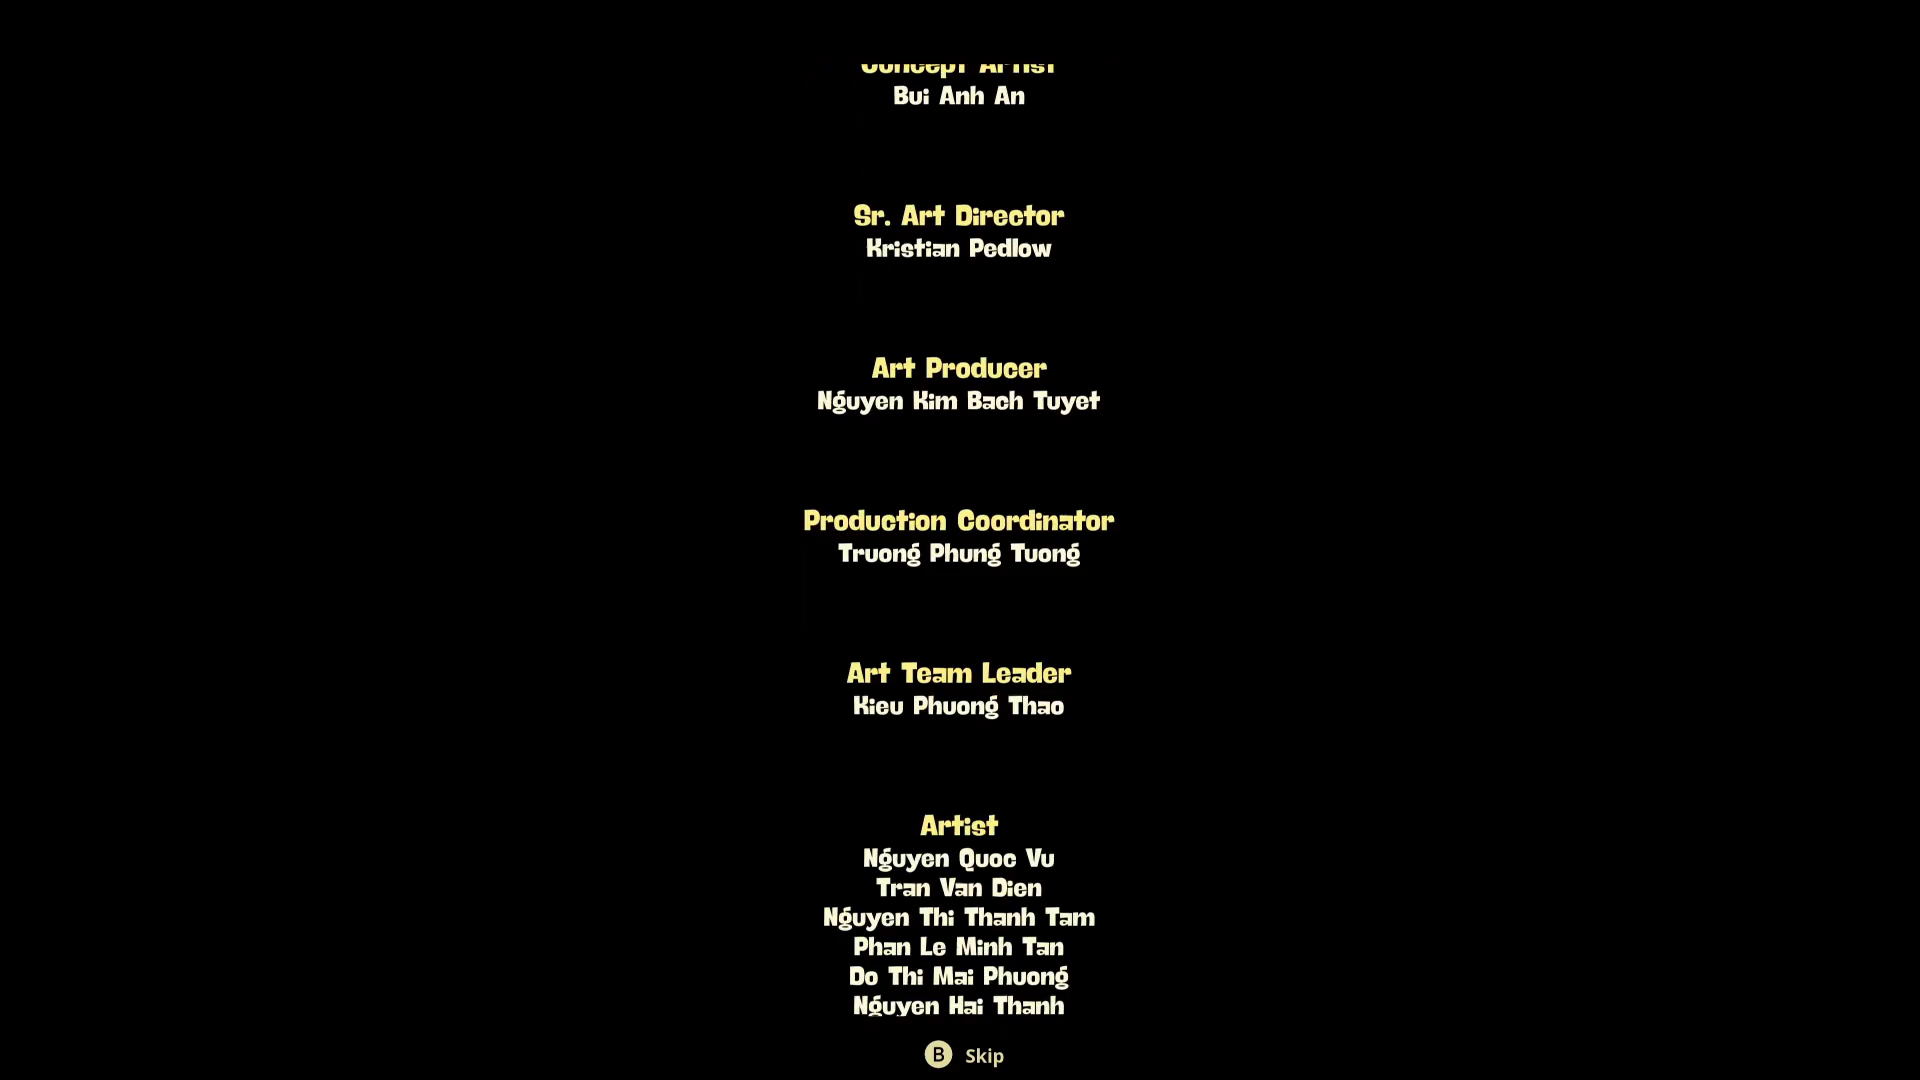 Concept Artist
Bui Anh An
Sr. Art Director
Kristian Pedlow
Art Producer
Nguyen Kim Bach Tuyet
Production Coordinator
Truong Phung Tuong
Art Team Leader
Kieu Phuong Thao
Artist
Nguyen Quoc Vu
Tran Van Dien
Nguyen Thi Thanh Tam
Phan Le Minh Tan
Do Thi Mai Phuong
Nguyen Hai Thanh
B Skip